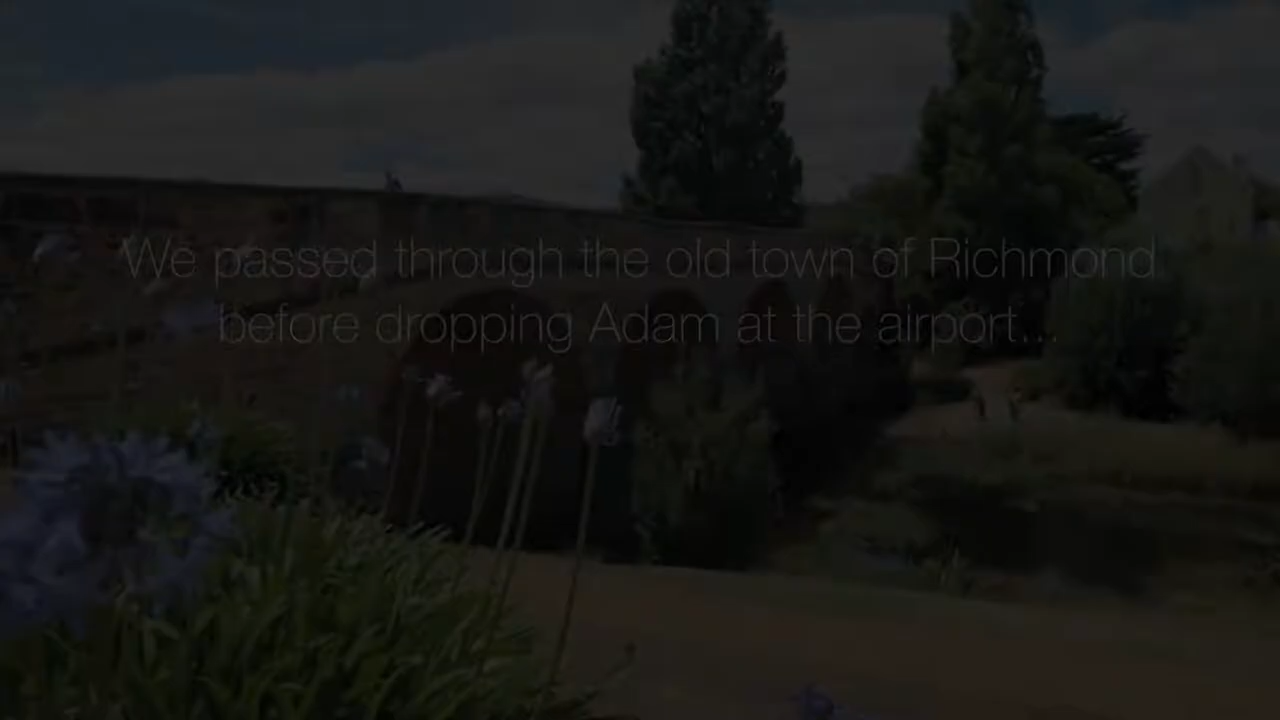 We passed through the old town of Richmond
before dropping Adam at the airport...